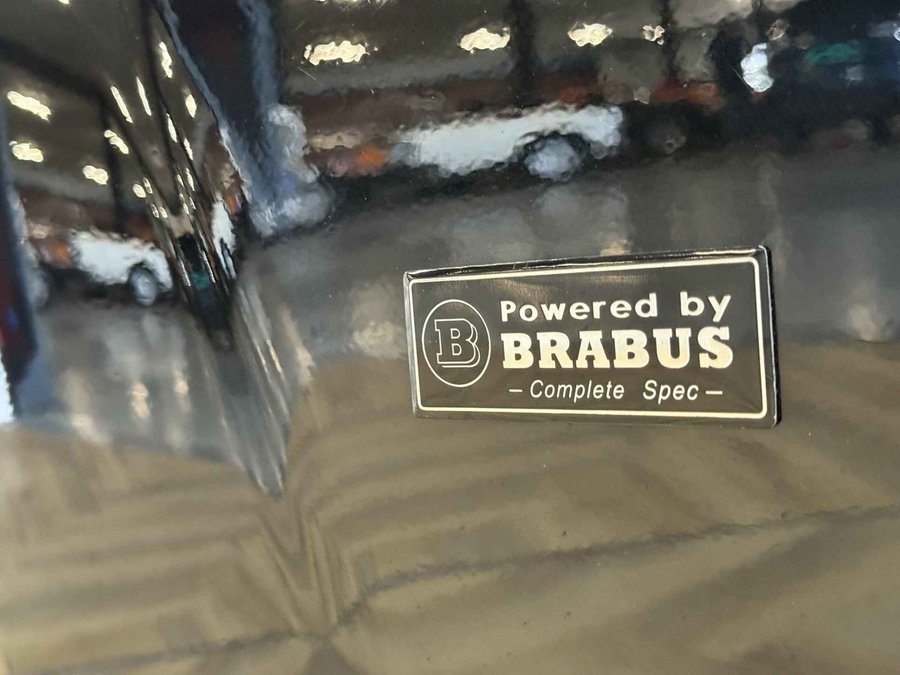 B
Powered by
BRABUS
– Complete Spec –